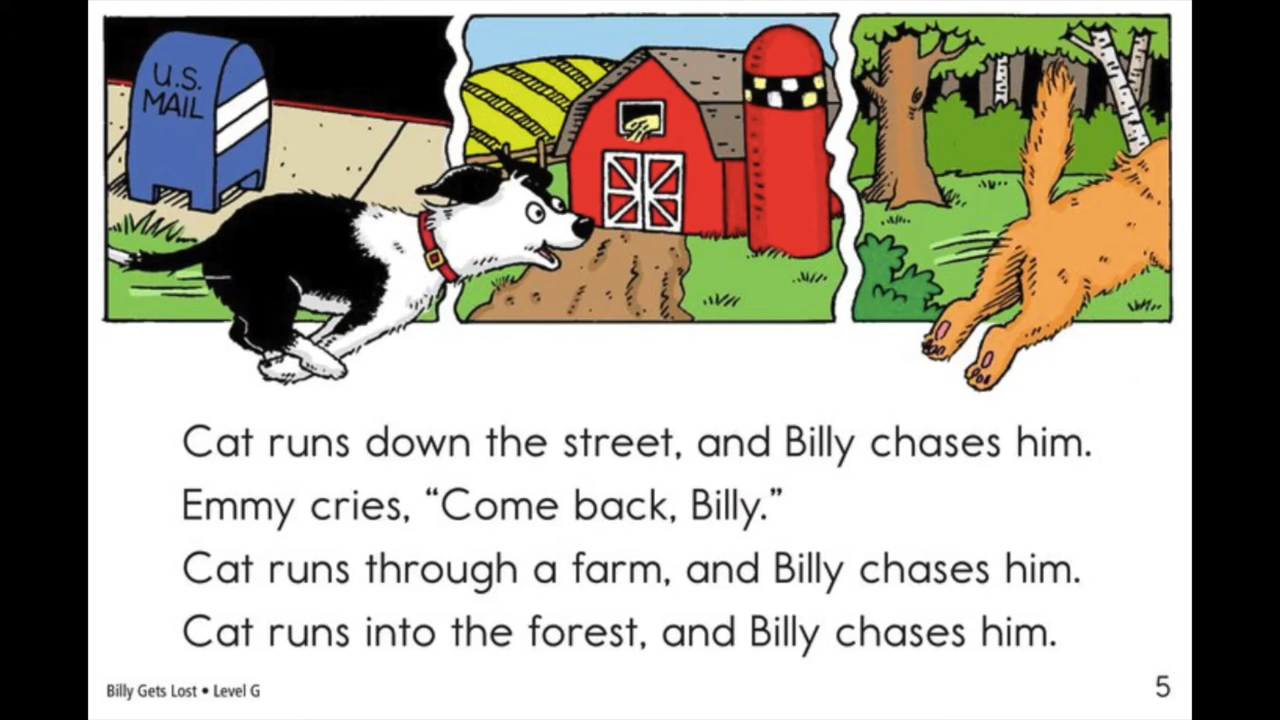 U.S.
MAIL
Cat runs down the street, and Billy chases him.
Emmy cries, “Come back, Billy.”
Cat runs through a farm, and Billy chases him.
Cat runs into the forest, and Billy chases him.
Billy Gets Lost • Level G
5